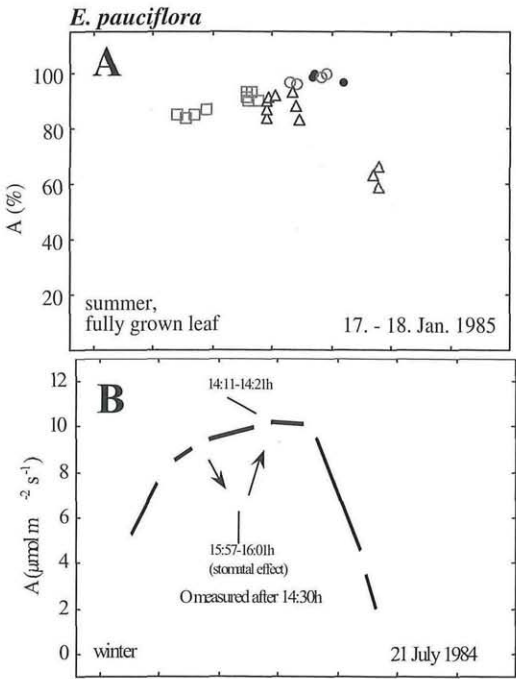 E. pauciflora
A
100
80
60
40
20
A (%)
summer,
fully grown leaf
17. - 18. Jan. 1985
B
12
10
8
6
4
2
0
A (µmol m -2 s-1)
14:11-14:21h
15:57-16:01h
(stomtal effect)
O measured after 14:30h
winter
21 July 1984